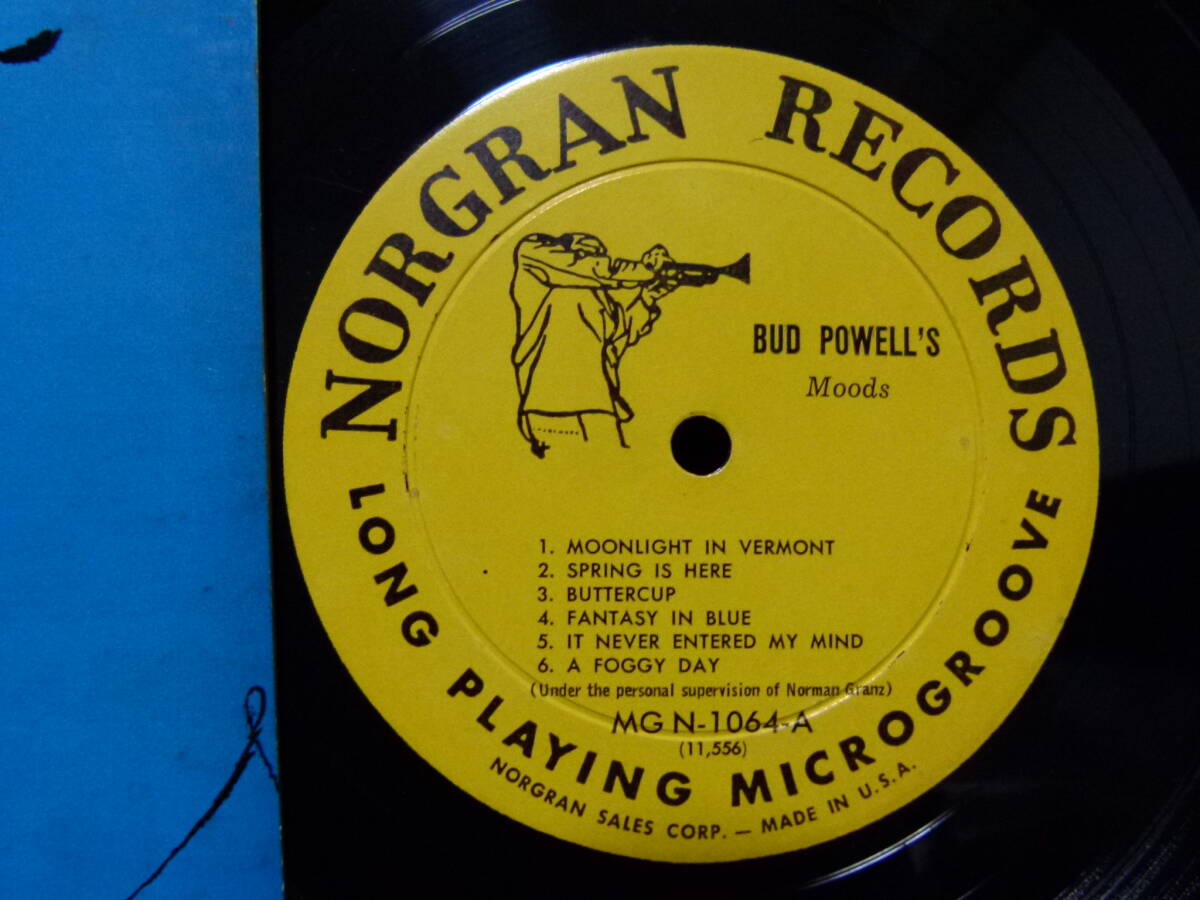 NORGRAN RECORDS
BUD POWELL'S
Moods
1. MOONLIGHT IN VERMONT
2. SPRING IS HERE
3. BUTTERCUP
4. FANTASY IN BLUE
5. IT NEVER ENTERED MY MIND
6. A FOGGY DAY
(Under the personal supervision of Norman Granz)
MG N-1064-A
(11,556)
LONG PLAYING MICROGROOVE
NORGRAN SALES CORP. — MADE IN U.S.A.